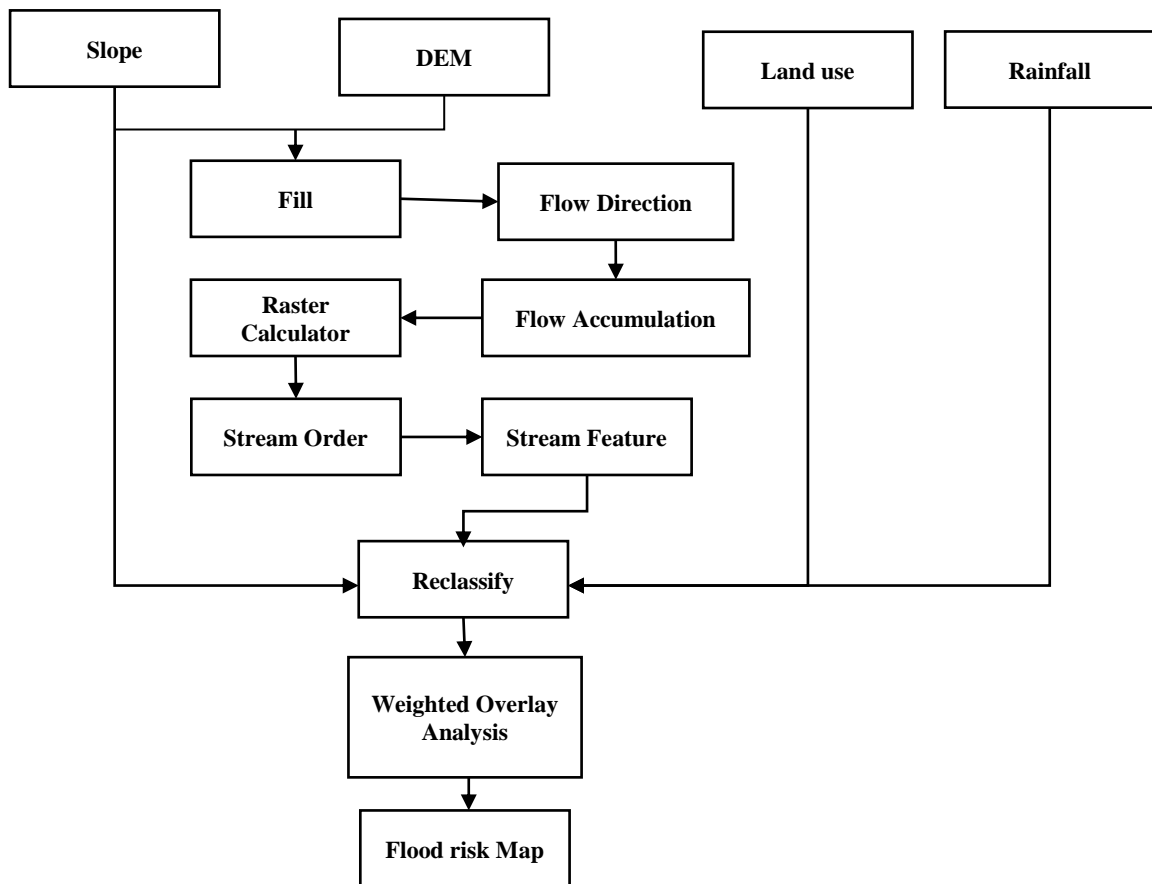 Slope
DEM
Land use
Rainfall
Fill
Flow Direction
Raster
Calculator
Flow Accumulation
Stream Order
Stream Feature
Reclassify
Weighted Overlay
Analysis
Flood risk Map